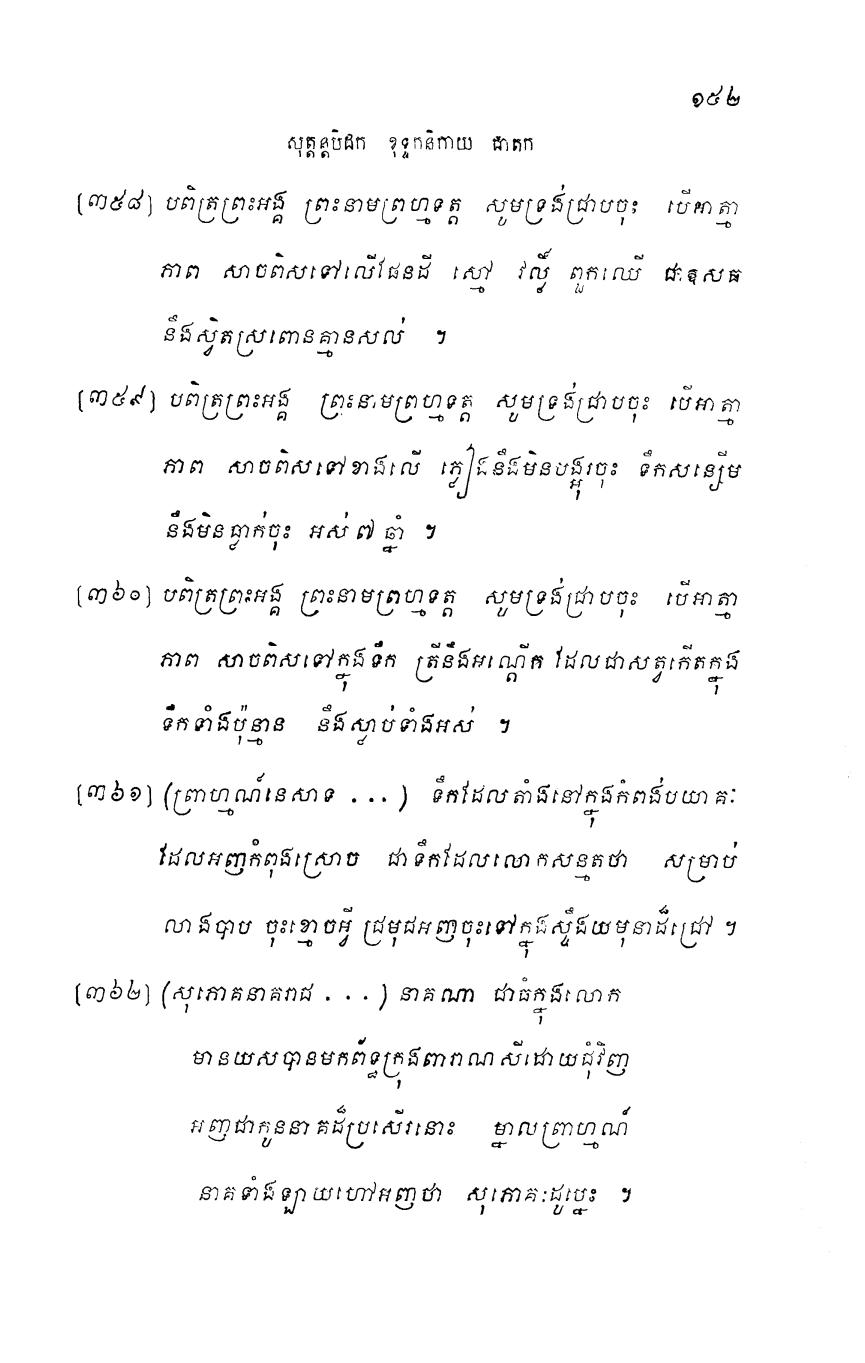 ១៥២
សុត្តន្តបិដក ខុទ្ទកនិកាយ ជាតក
[៣៥៨] បពិត្រព្រះអង្គ ព្រះនាមព្រហ្មទត្ត សូមទ្រង់ជ្រាបចុះ បើអាត្មា
ភាព សាចពិសទៅលើផែនដី ស្មៅ វល្លិ៍ ពួកឈើ ជាឱសធ
នឹងស្វិតស្រពោនគ្មានសល់ ។
[៣៥៩] បពិត្រព្រះអង្គ ព្រះនាមព្រហ្មទត្ត សូមទ្រង់ជ្រាបចុះ បើអាត្មា
ភាព សាចពិសទៅខាងលើ ភ្លៀងនឹងមិនបង្អុរចុះ ទឹកសន្សើម
នឹងមិនធ្លាក់ចុះ អស់ ៧ ឆ្នាំ ។
[៣៦០] បពិត្រព្រះអង្គ ព្រះនាមព្រហ្មទត្ត សូមទ្រង់ជ្រាបចុះ បើអាត្មា
ភាព សាចពិសទៅក្នុងទឹក ត្រីនឹងអណ្តើក ដែលជាសត្វកើតក្នុង
ទឹកទាំងប៉ុន្មាន នឹងស្លាប់ទាំងអស់ ។
[៣៦១] (ព្រាហ្មណ៍នេសាទ ...) ទឹកដែលតាំងនៅក្នុងកំពង់បយាគៈ
ដែលអញកំពុងស្រោច ជាទឹកដែលលោកសន្មតថា សម្រាប់
លាងបាប ចុះខ្មោចអ្វី ជ្រមុជអញចុះទៅក្នុងស្ទឹងយមុនាដ៏ជ្រៅ ។
[៣៦២] (សុភោគនាគរាជ ...) នាគណា ជាធំក្នុងលោក
មានយសបានមកព័ទ្ធក្រុងពារាណសីដោយជុំវិញ
អញជាកូននាគដ៏ប្រសើរនោះ ម្នាលព្រាហ្មណ៍
នាគទាំងឡាយហៅអញថា សុភោគៈដូច្នេះ ។